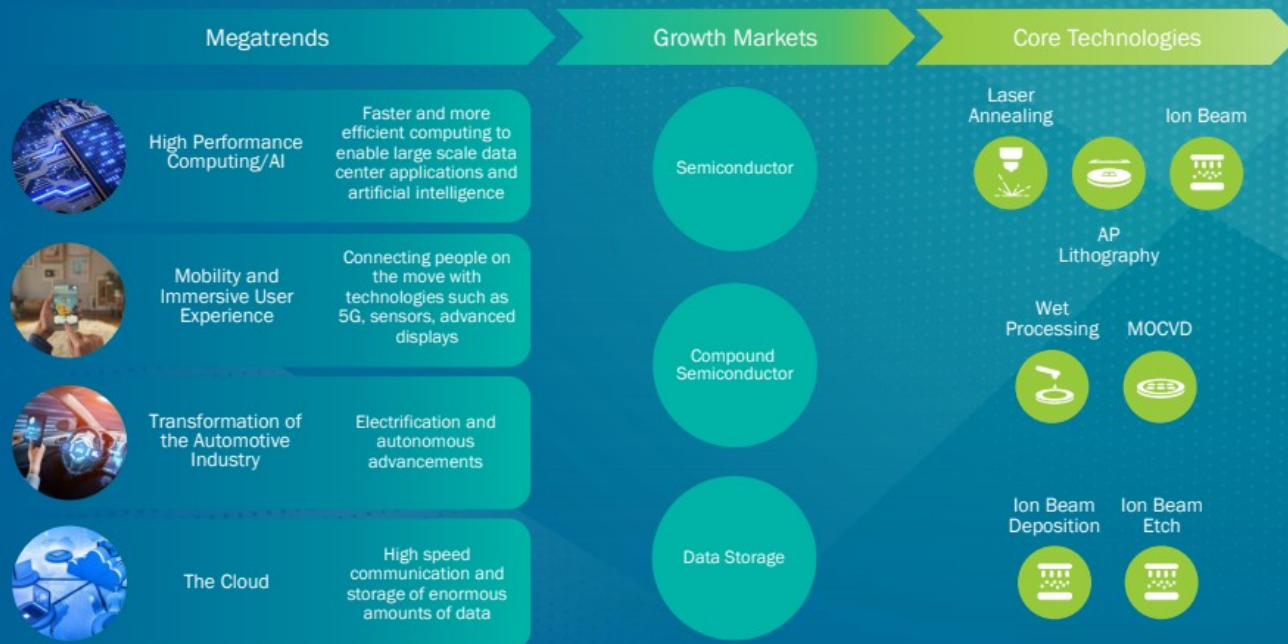 Megatrends
Growth Markets
Core Technologies
High Performance
Computing/AI
Faster and more
efficient computing to
enable large scale data
center applications and
artificial intelligence
Mobility and
Immersive User
Experience
Connecting people on
the move with
technologies such as
5G, sensors, advanced
displays
Transformation of
the Automotive
Industry
Electrification and
autonomous
advancements
The Cloud
High speed
communication and
storage of enormous
amounts of data
Semiconductor
Compound
Semiconductor
Data Storage
Laser
Annealing
Ion Beam
AP
Lithography
Wet
Processing
MOCVD
Ion Beam
Deposition
Ion Beam
Etch